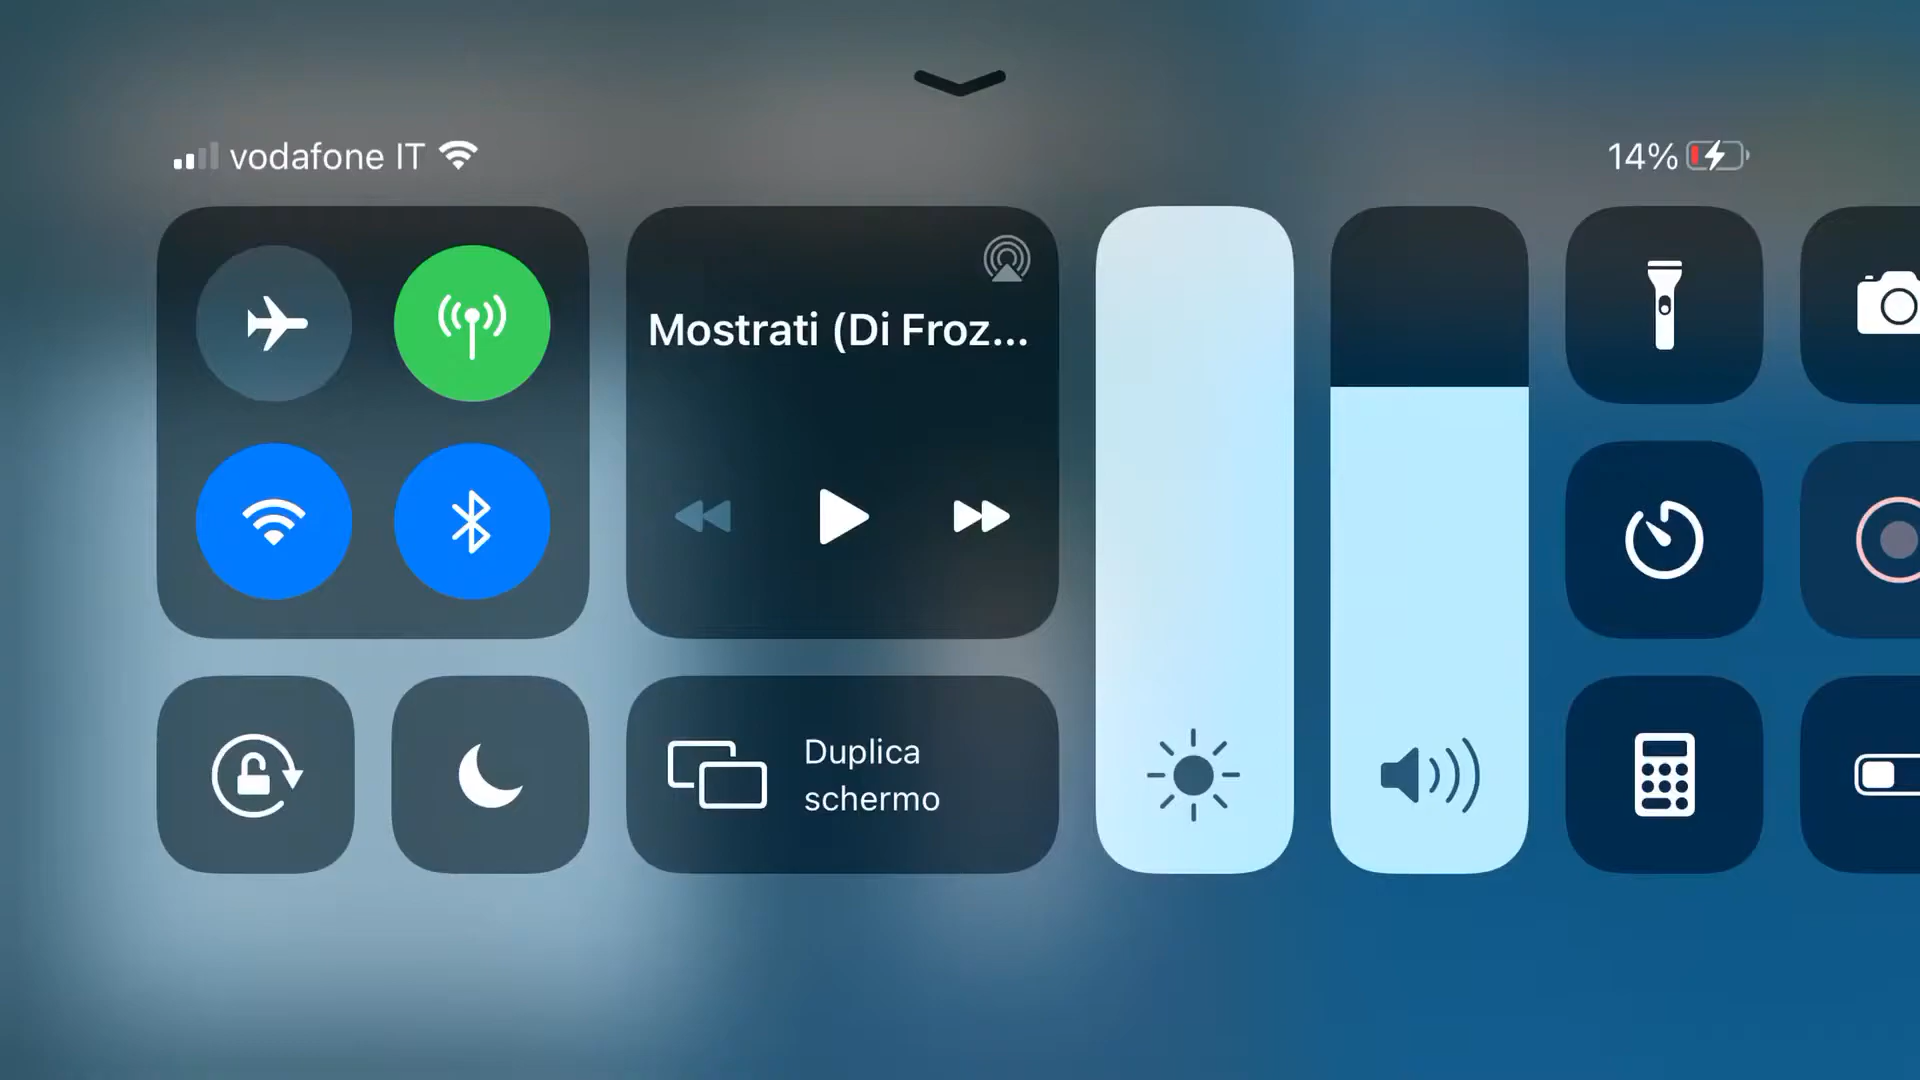 vodafone IT
14%
Mostrati (Di Froz...
Duplica
schermo